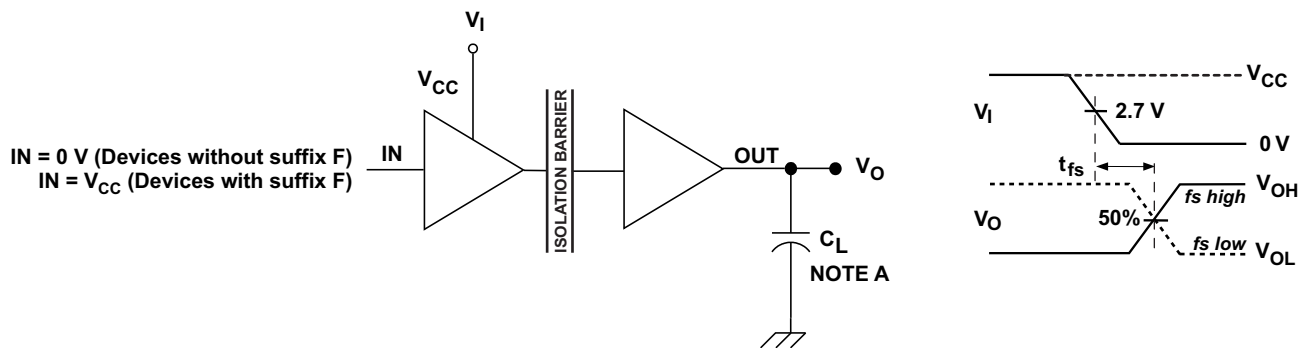 V_I
V_CC
ISOLATION BARRIER
IN = 0 V (Devices without suffix F)
IN = V_CC (Devices with suffix F)
IN
OUT
V_O
C_L
NOTE A
V_CC
V_I
2.7 V
0 V
t_fs
V_OH
fs high
V_O
50%
fs low
V_OL